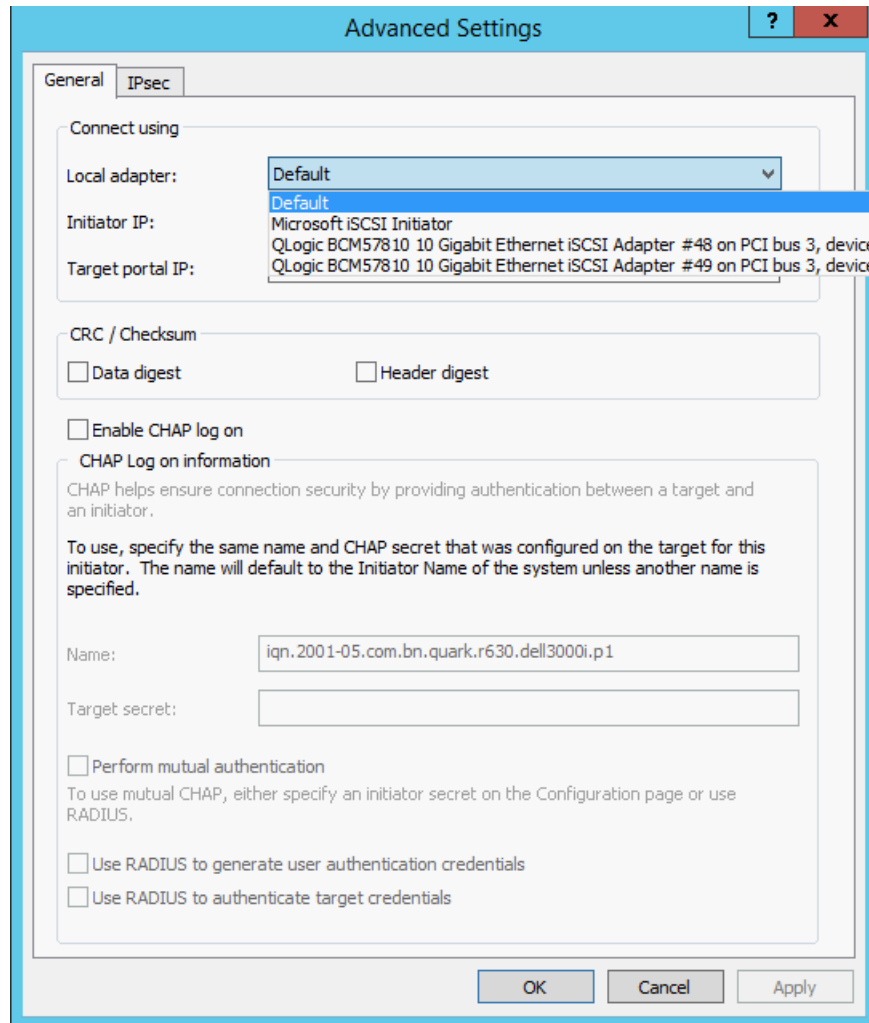 Advanced Settings
?
x
General
IPsec
Connect using
Local adapter:
Default
Default
Initiator IP:
Microsoft iSCSI Initiator
QLogic BCM57810 10 Gigabit Ethernet iSCSI Adapter #48 on PCI bus 3, device
Target portal IP:
QLogic BCM57810 10 Gigabit Ethernet iSCSI Adapter #49 on PCI bus 3, device
CRC / Checksum
Data digest
Header digest
Enable CHAP log on
CHAP Log on information
CHAP helps ensure connection security by providing authentication between a target and
an initiator.
To use, specify the same name and CHAP secret that was configured on the target for this
initiator. The name will default to the Initiator Name of the system unless another name is
specified.
Name:
iqn.2001-05.com.bn.quark.r630.dell3000i.p1
Target secret:
Perform mutual authentication
To use mutual CHAP, either specify an initiator secret on the Configuration page or use
RADIUS.
Use RADIUS to generate user authentication credentials
Use RADIUS to authenticate target credentials
OK
Cancel
Apply